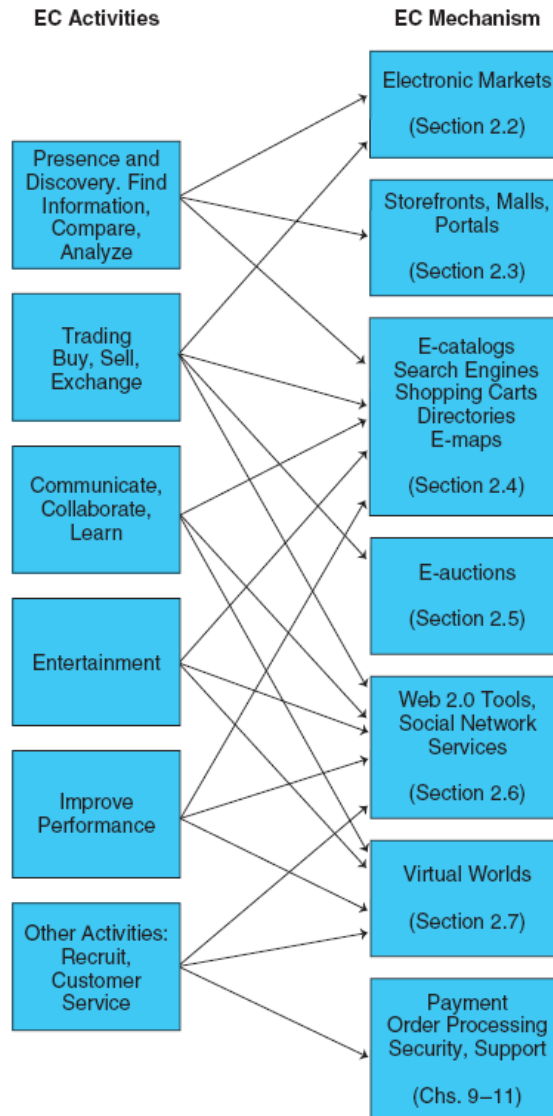 EC Activities
EC Mechanism
Presence and
Discovery. Find
Information,
Compare,
Analyze
Trading
Buy, Sell,
Exchange
Communicate,
Collaborate,
Learn
Entertainment
Improve
Performance
Other Activities:
Recruit,
Customer
Service
Electronic Markets
(Section 2.2)
Storefronts, Malls,
Portals
(Section 2.3)
E-catalogs
Search Engines
Shopping Carts
Directories
E-maps
(Section 2.4)
E-auctions
(Section 2.5)
Web 2.0 Tools,
Social Network
Services
(Section 2.6)
Virtual Worlds
(Section 2.7)
Payment
Order Processing
Security, Support
(Chs. 9–11)